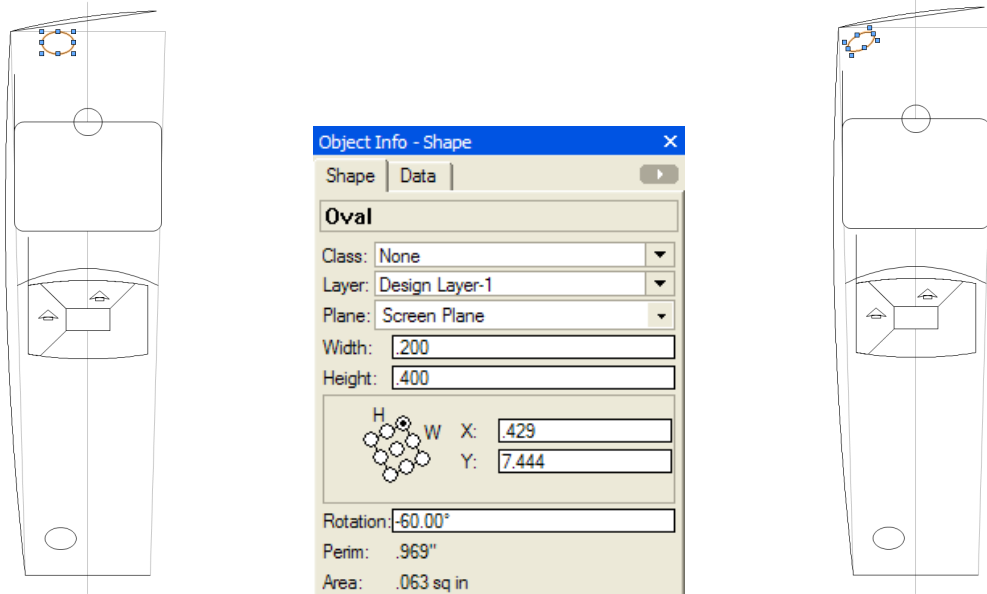 Object Info - Shape
Shape Data
Oval
Class: None
Layer: Design Layer-1
Plane: Screen Plane
Width: .200
Height: .400
H
W X: .429
Y: 7.444
Rotation: -60.00°
Perim: .969"
Area: .063 sq in